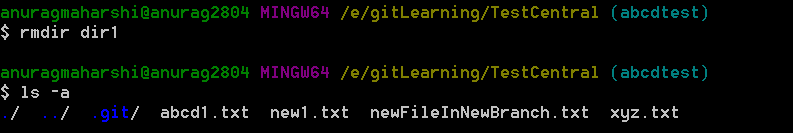 anuragmaharshi@anurag2804 MINGW64 /e/gitLearning/TestCentral (abcdtest)
$ rmdir dir1
anuragmaharshi@anurag2804 MINGW64 /e/gitLearning/TestCentral (abcdtest)
$ ls -a
./  ../  .git/  abcd1.txt  new1.txt  newFileInNewBranch.txt  xyz.txt